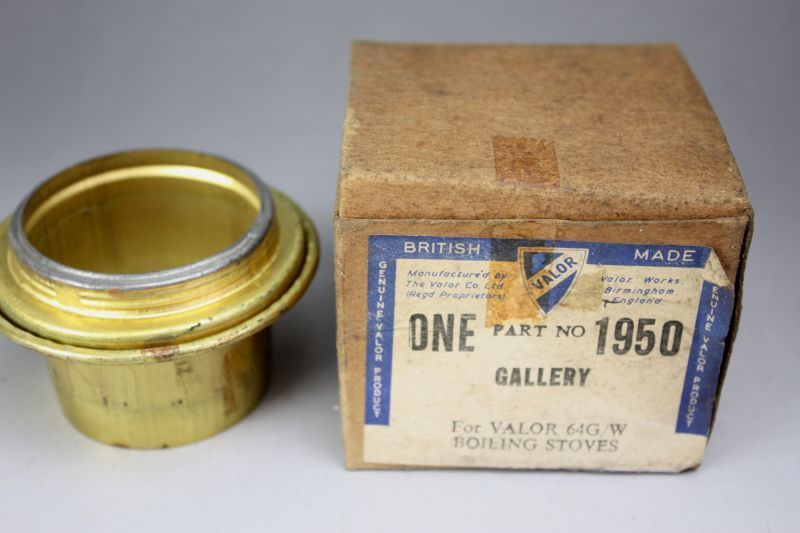 BRITISH MADE
VALOR
Manufactured by
The Valor Co., Ltd.
(Regd. Proprietors)
Valor Works,
Birmingham
England
GENUINE VALOR PRODUCT
GENUINE VALOR PRODUCT
ONE PART NO 1950
GALLERY
For VALOR 64G/W
BOILING STOVES